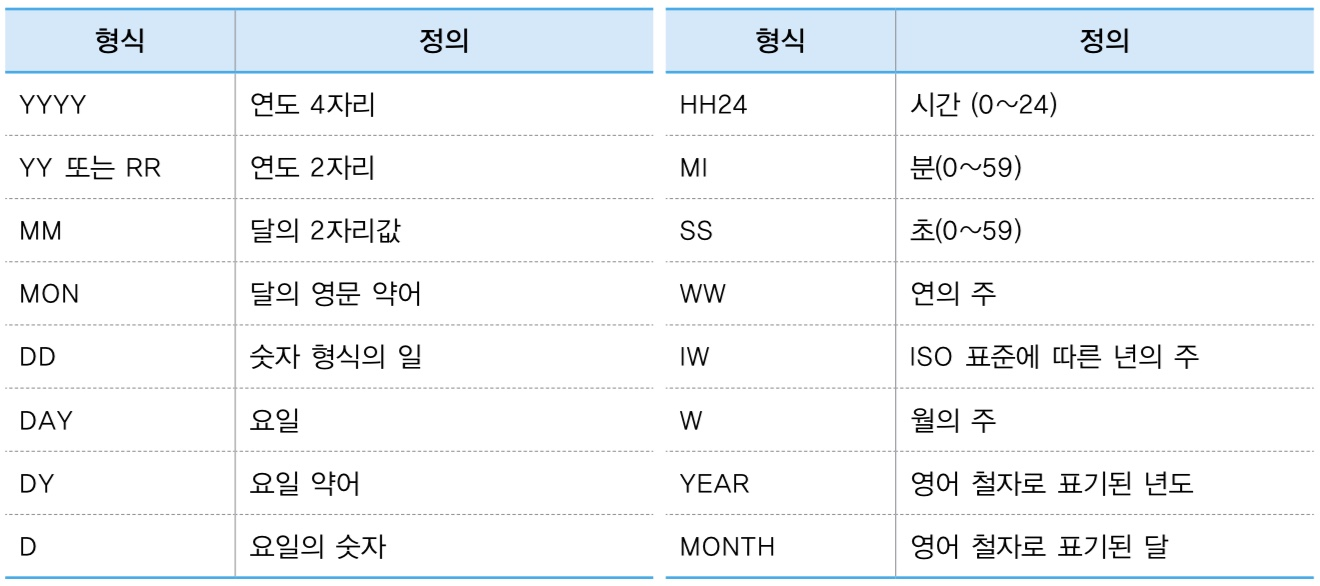 형식 정의
YYYY 연도 4자리
YY 또는 RR 연도 2자리
MM 달의 2자리값
MON 달의 영문 약어
DD 숫자 형식의 일
DAY 요일
DY 요일 약어
D 요일의 숫자
형식 정의
HH24 시간 (0~24)
MI 분(0~59)
SS 초(0~59)
WW 연의 주
IW ISO 표준에 따른 년의 주
W 월의 주
YEAR 영어 철자로 표기된 년도
MONTH 영어 철자로 표기된 달